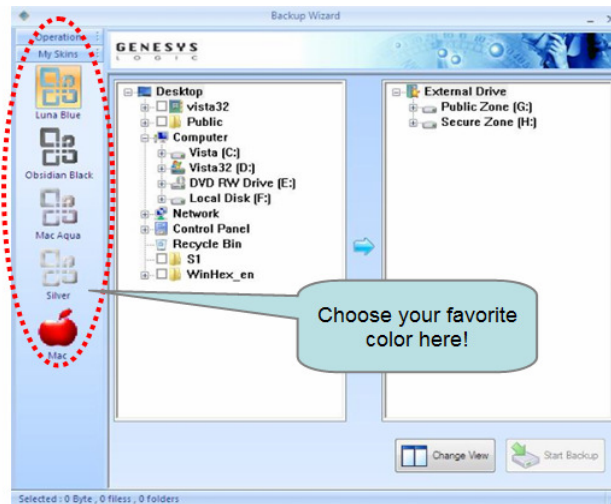 Backup Wizard
Operation
My Skins
GENESYS
LOGIC
Luna Blue
Obsidian Black
Mac Aqua
Silver
Mac
Desktop
vista32
Public
Computer
Vista (C:)
Vista32 (D:)
DVD RW Drive (E:)
Local Disk (F:)
Network
Control Panel
Recycle Bin
S1
WinHex_en
External Drive
Public Zone (G:)
Secure Zone (H:)
Choose your favorite
color here!
Change View
Start Backup
Selected : 0 Byte , 0 filess , 0 folders